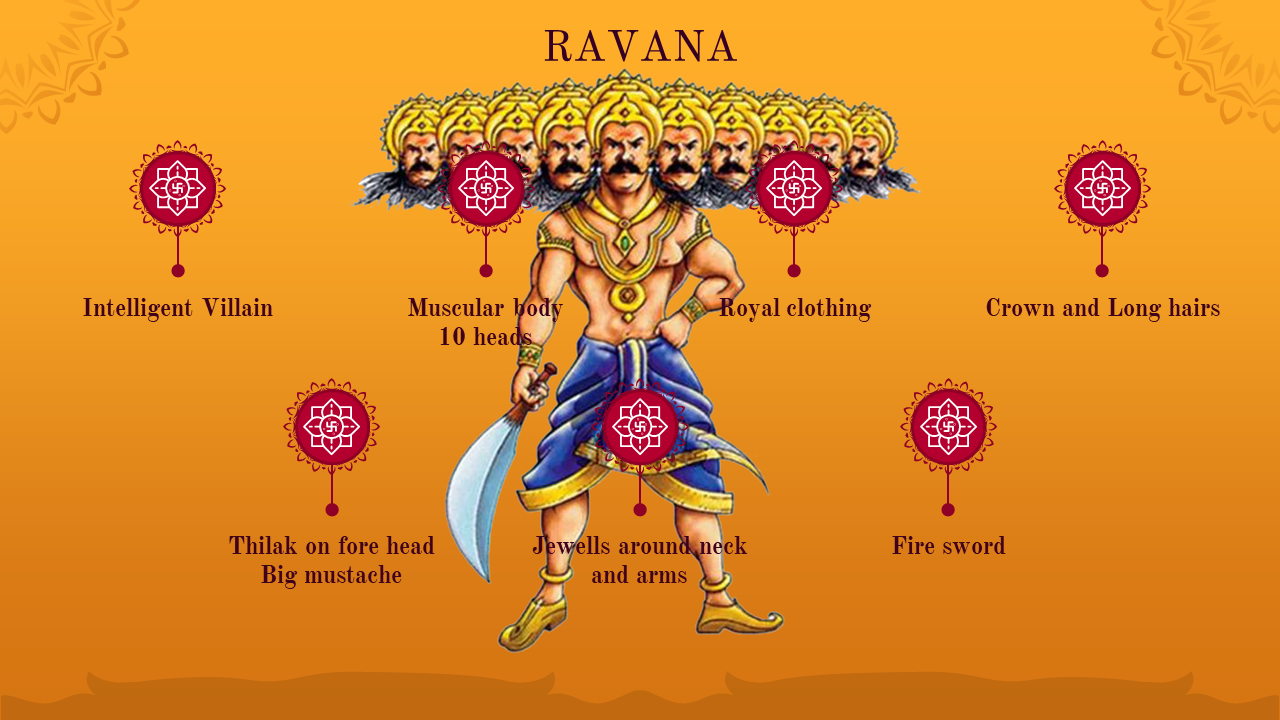 RAVANA
Intelligent Villain
Muscular body
10 heads
Royal clothing
Crown and Long hairs
Thilak on fore head
Big mustache
Jewells around neck
and arms
Fire sword